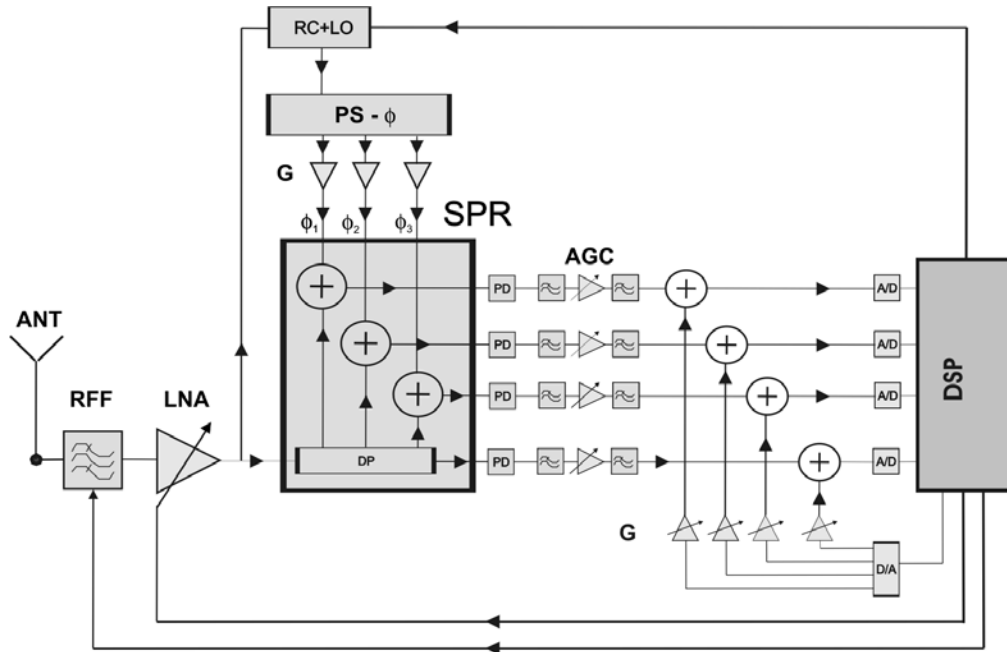 RC+LO
PS - ϕ
G
ϕ1 ϕ2 ϕ3
SPR
AGC
PD A/D
ANT
PD A/D
RFF LNA
PD A/D
DSP
DP PD A/D
G
D/A